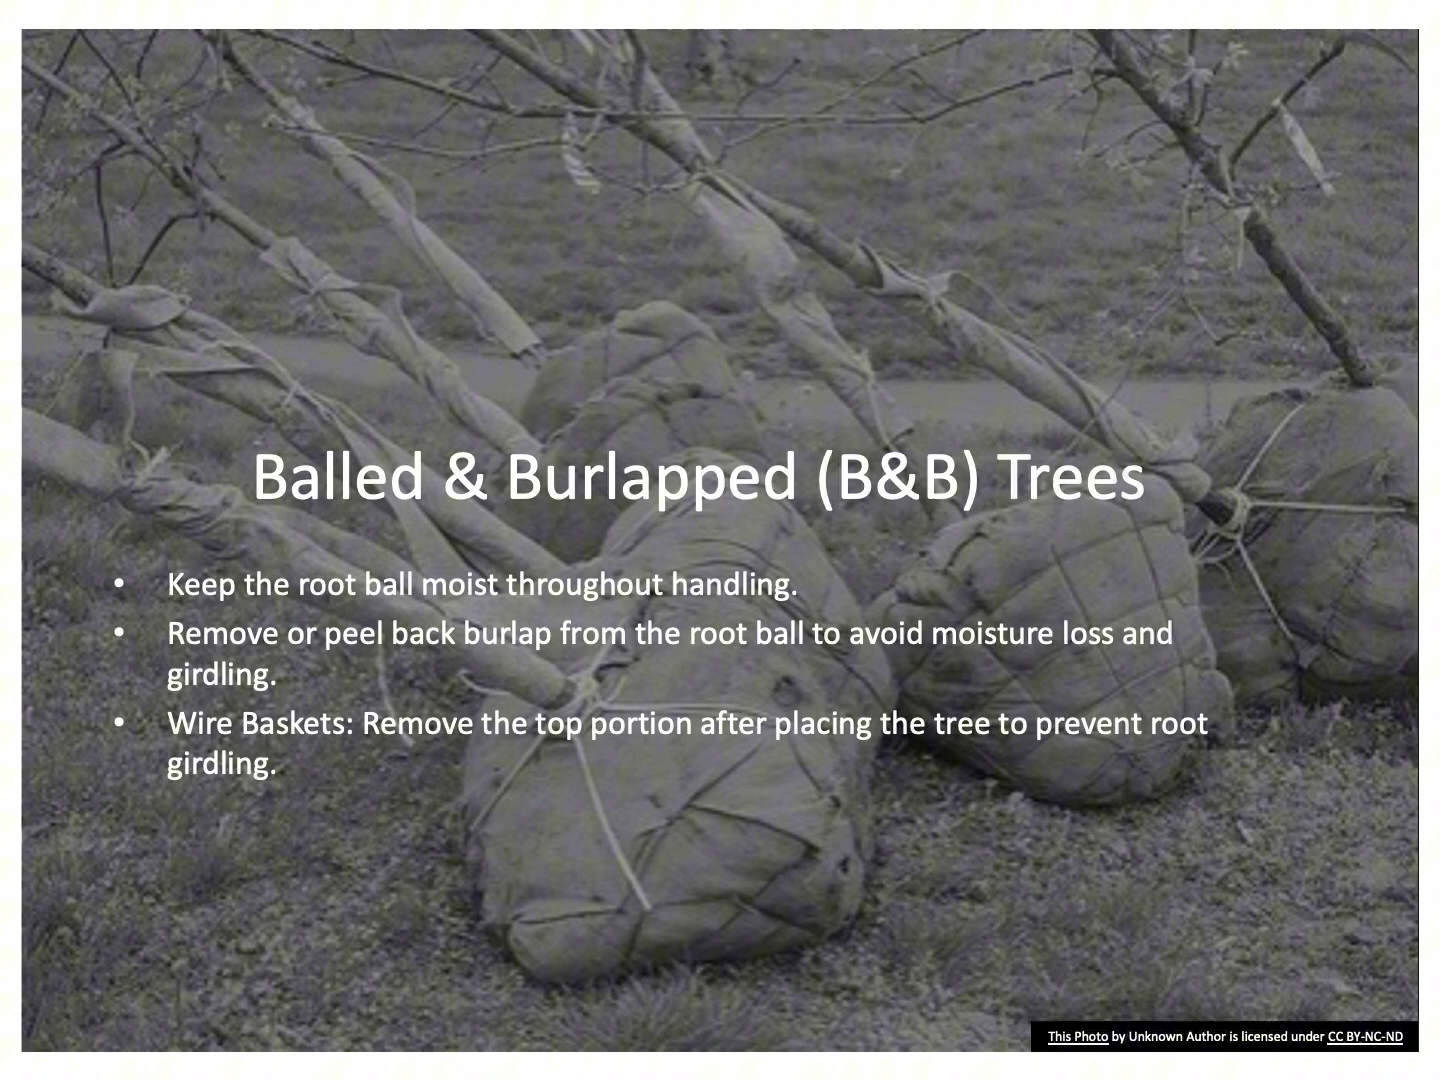 Balled & Burlapped (B&B) Trees
• Keep the root ball moist throughout handling.
• Remove or peel back burlap from the root ball to avoid moisture loss and
girdling.
• Wire Baskets: Remove the top portion after placing the tree to prevent root
girdling.
This Photo by Unknown Author is licensed under CC BY-NC-ND